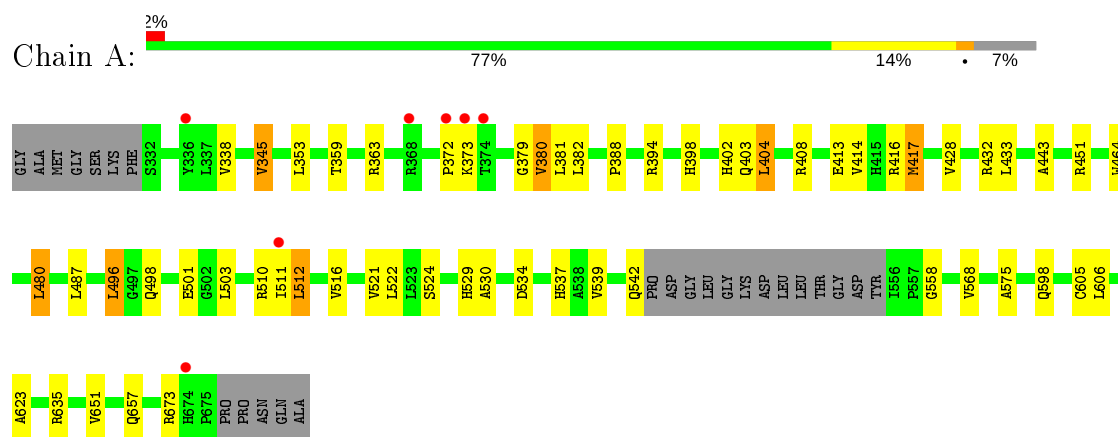 2%
Chain A:
77% 14% • 7%
GLY ALA MET GLY SER LYS PHE S332 Y336 L337 V338 V345 L353 T359 R363 R368 P372 K373 T374 G379 V380 L381 L382 P388 R394 H398 H402 Q403 L404 R408 E413 V414 H415 R416 M417 V428 R432 L433 A443 R451 W464
L480 L487 L496 G497 Q498 E501 G502 L503 R510 I511 L512 V516 V521 L522 L523 S524 H529 A530 D534 H537 A538 V539 Q542 PRO ASP GLY LEU GLY LYS ASP LEU LEU THR GLY ASP TYR I556 P557 G558 V568 A575 Q598 C605 L606
A623 R635 V651 Q657 R673 H674 P675 PRO PRO ASN GLN ALA